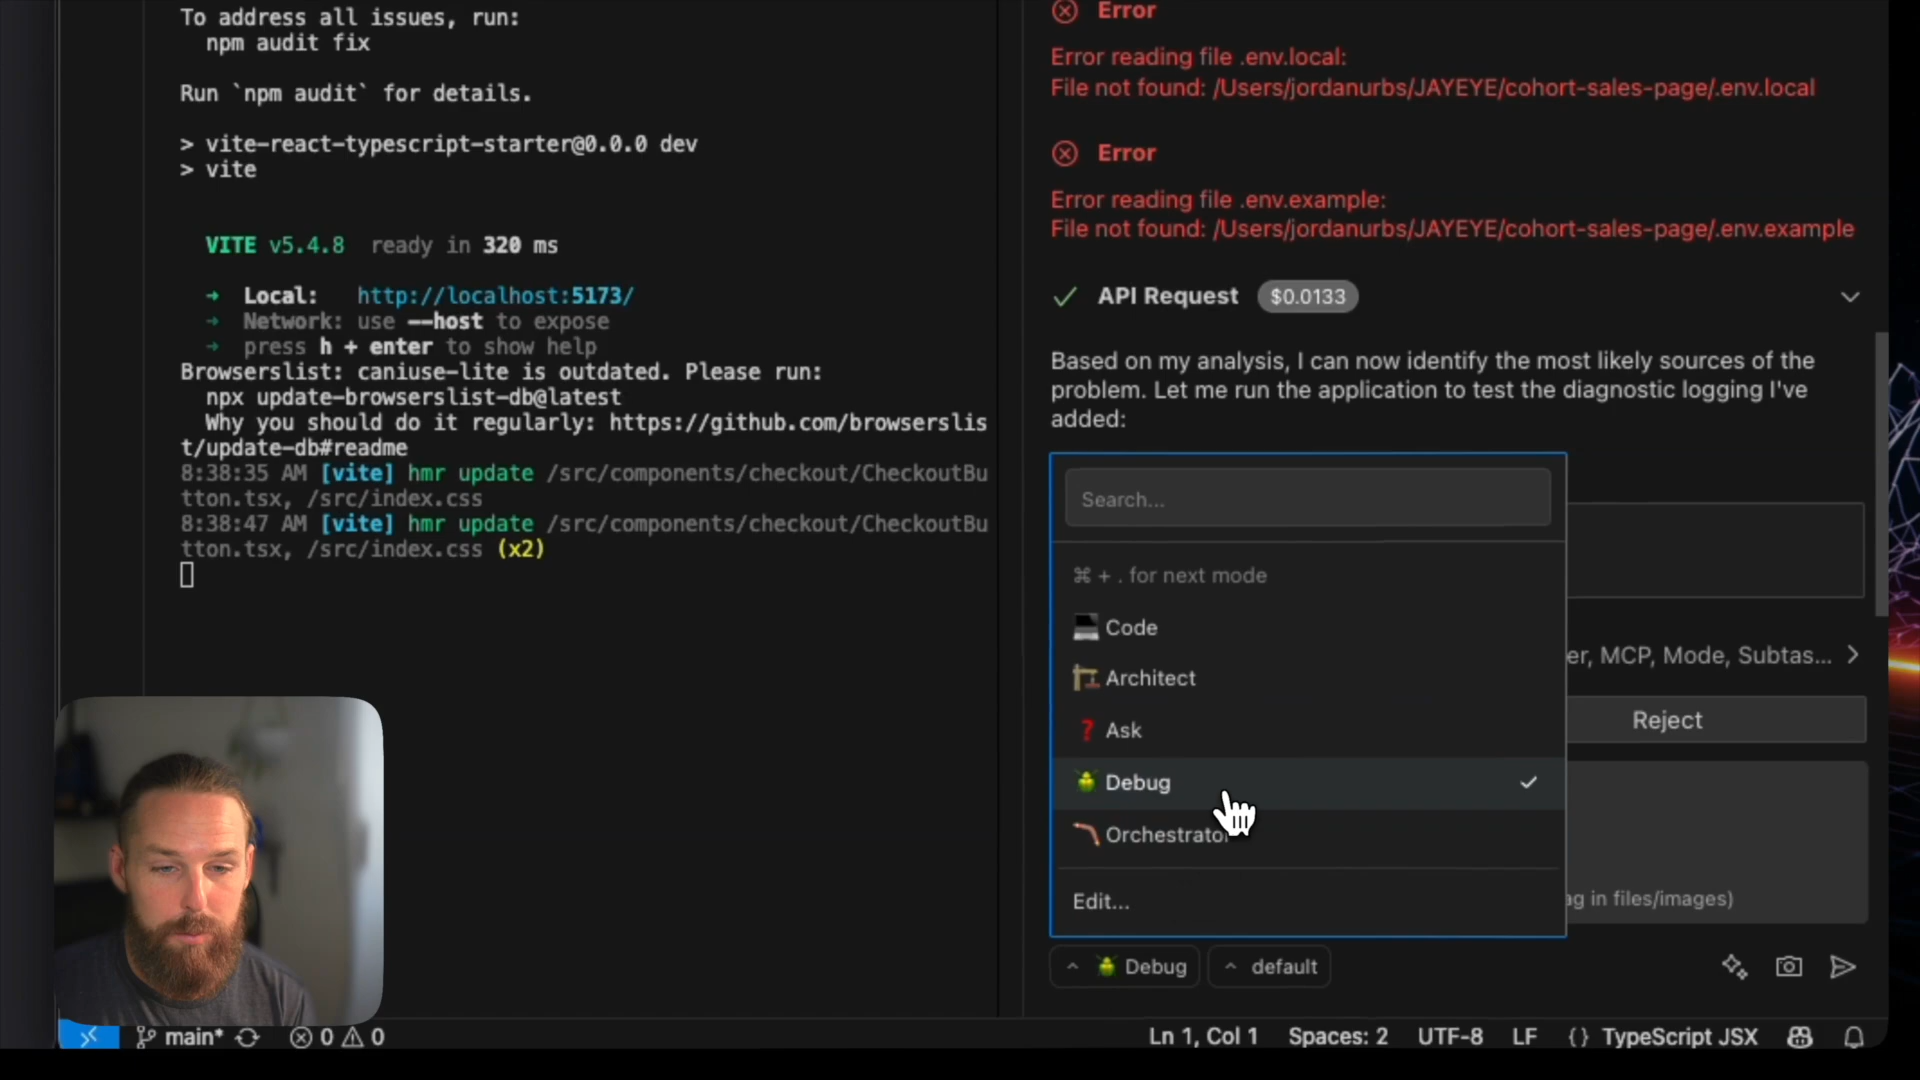 To address all issues, run:
npm audit fix
Run `npm audit` for details.
> vite-react-typescript-starter@0.0.0 dev
> vite
VITE v5.4.8 ready in 320 ms
➜ Local: http://localhost:5173/
➜ Network: use --host to expose
➜ press h + enter to show help
Browserslist: caniuse-lite is outdated. Please run:
npx update-browserslist-db@latest
Why you should do it regularly: https://github.com/browserslis
t/update-db#readme
8:38:35 AM [vite] hmr update /src/components/checkout/CheckoutBu
tton.tsx, /src/index.css
8:38:47 AM [vite] hmr update /src/components/checkout/CheckoutBu
tton.tsx, /src/index.css (x2)
Error
Error reading file .env.local:
File not found: /Users/jordanurbs/JAYEYE/cohort-sales-page/.env.local
Error
Error reading file .env.example:
File not found: /Users/jordanurbs/JAYEYE/cohort-sales-page/.env.example
API Request $0.0133
Based on my analysis, I can now identify the most likely sources of the
problem. Let me run the application to test the diagnostic logging I've
added:
Search...
⌘ + . for next mode
Code
Architect
Ask
Debug
Orchestrator
Edit...
er, MCP, Mode, Subtas...
Reject
ag in files/images)
Debug
default
main*
0 0
Ln 1, Col 1
Spaces: 2
UTF-8
LF
{} TypeScript JSX